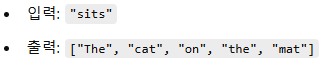 • 입력: "sits"
• 출력: ["The", "cat", "on", "the", "mat"]